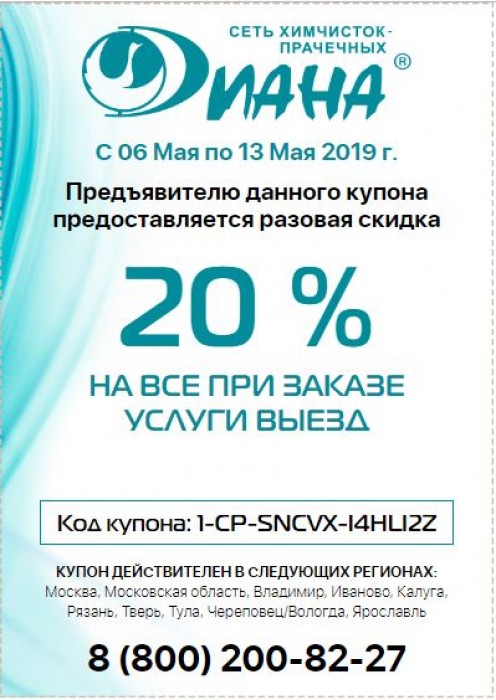 СЕТЬ ХИМЧИСТОК-
ПРАЧЕЧНЫХ
ДИАНА®
С 06 Мая по 13 Мая 2019 г.
Предъявителю данного купона
предоставляется разовая скидка
20 %
НА ВСЕ ПРИ ЗАКАЗЕ
УСЛУГИ ВЫЕЗД
Код купона: 1-CP-SNCVX-I4HLI2Z
КУПОН ДЕЙСТВИТЕЛЕН В СЛЕДУЮЩИХ РЕГИОНАХ:
Москва, Московская область, Владимир, Иваново, Калуга,
Рязань, Тверь, Тула, Череповец/Вологда, Ярославль
8 (800) 200-82-27